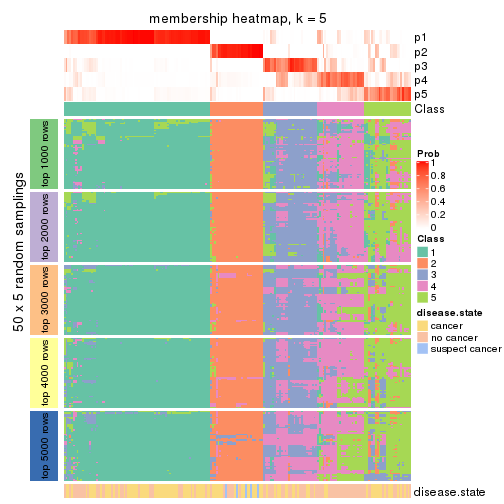 membership heatmap, k = 5
p1
p2
p3
p4
p5
Class
50 x 5 random samplings
top 1000 rows
top 2000 rows
top 3000 rows
top 4000 rows
top 5000 rows
disease.state
Prob
1
0.8
0.6
0.4
0.2
0
Class
1
2
3
4
5
disease.state
cancer
no cancer
suspect cancer